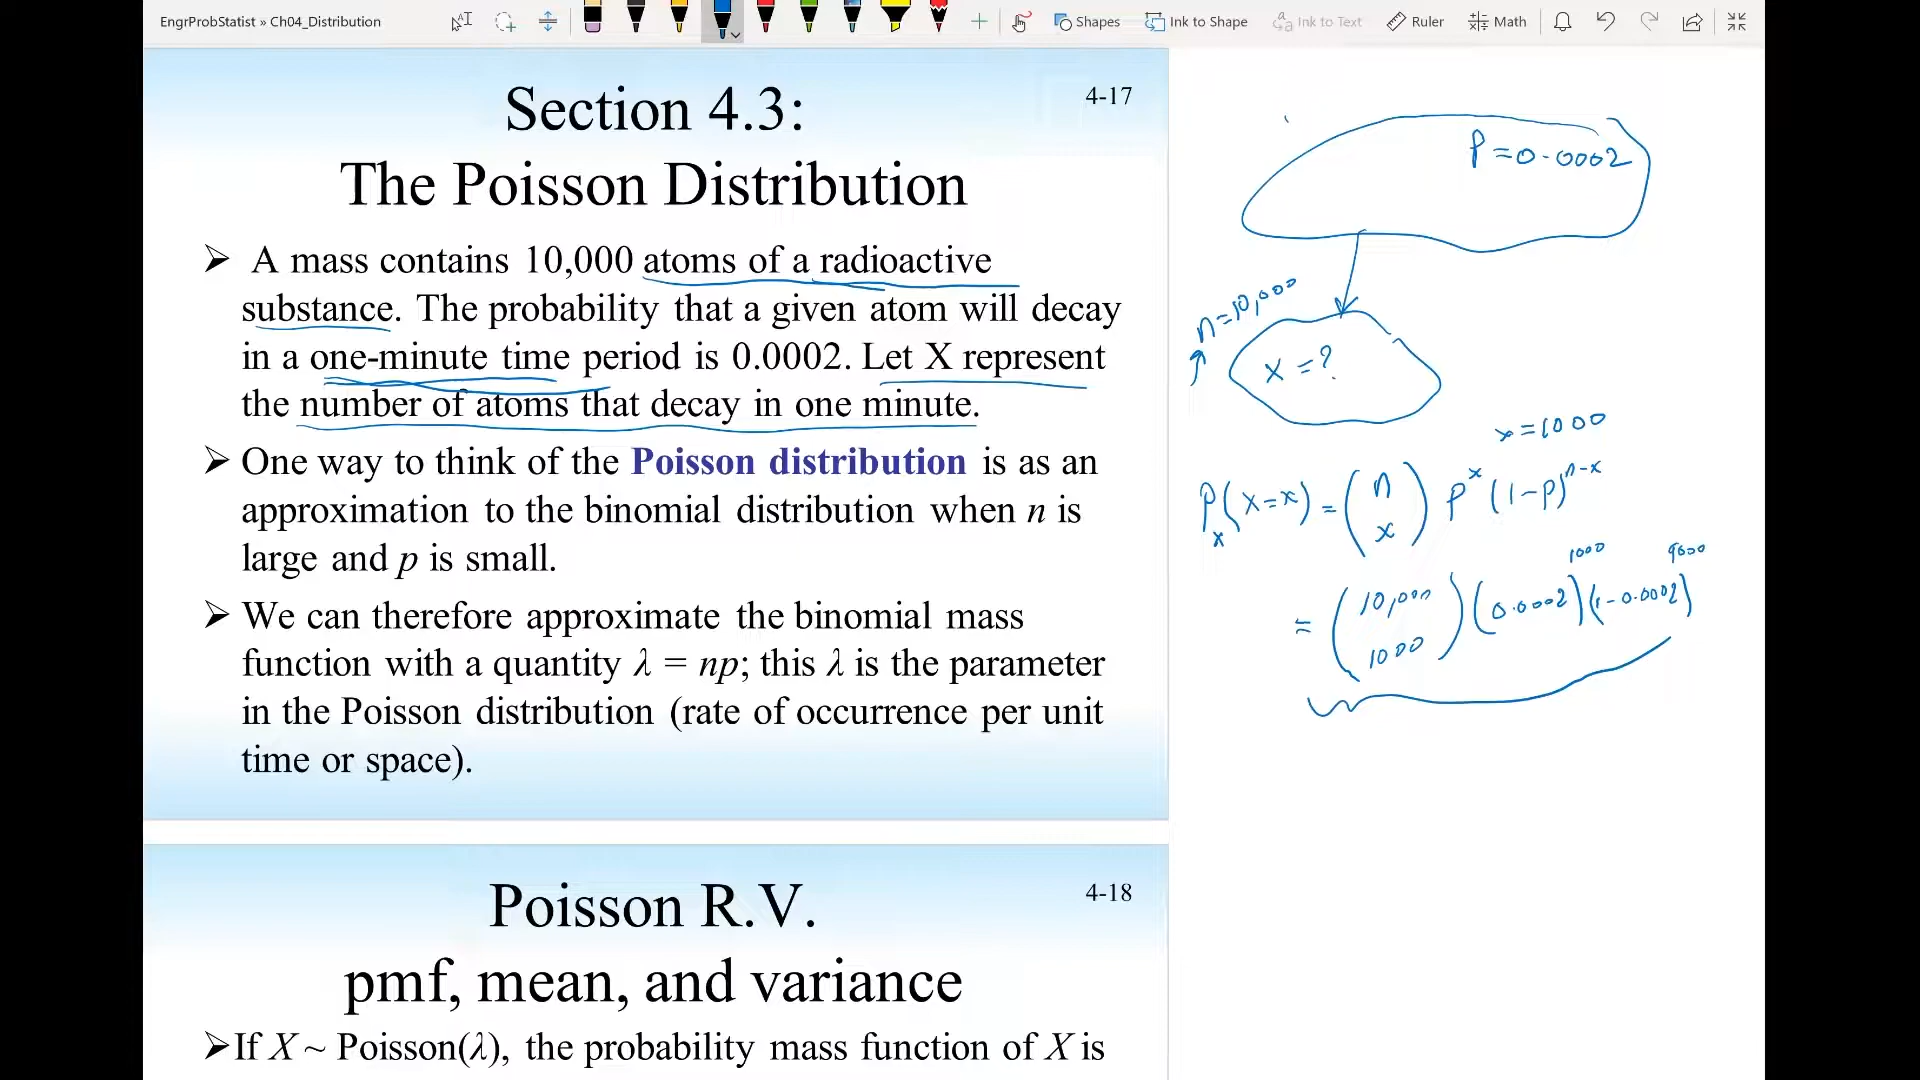 EngrProbStatist » Ch04_Distribution
Shapes
Ink to Shape
Ink to Text
Ruler
Math
Section 4.3:
4-17
The Poisson Distribution
➢ A mass contains 10,000 atoms of a radioactive
substance. The probability that a given atom will decay
in a one-minute time period is 0.0002. Let X represent
the number of atoms that decay in one minute.
➢ One way to think of the Poisson distribution is as an
approximation to the binomial distribution when n is
large and p is small.
➢ We can therefore approximate the binomial mass
function with a quantity λ = np; this λ is the parameter
in the Poisson distribution (rate of occurrence per unit
time or space).
P = 0.0002
n=10,000
X = ?
x = 1000
P_x(X=x) = (n x) p^x (1-p)^n-x
= (10,000 1000) (0.0002)^1000 (1-0.0002)^9000
Poisson R.V.
4-18
pmf, mean, and variance
➢ If X ~ Poisson(λ), the probability mass function of X is